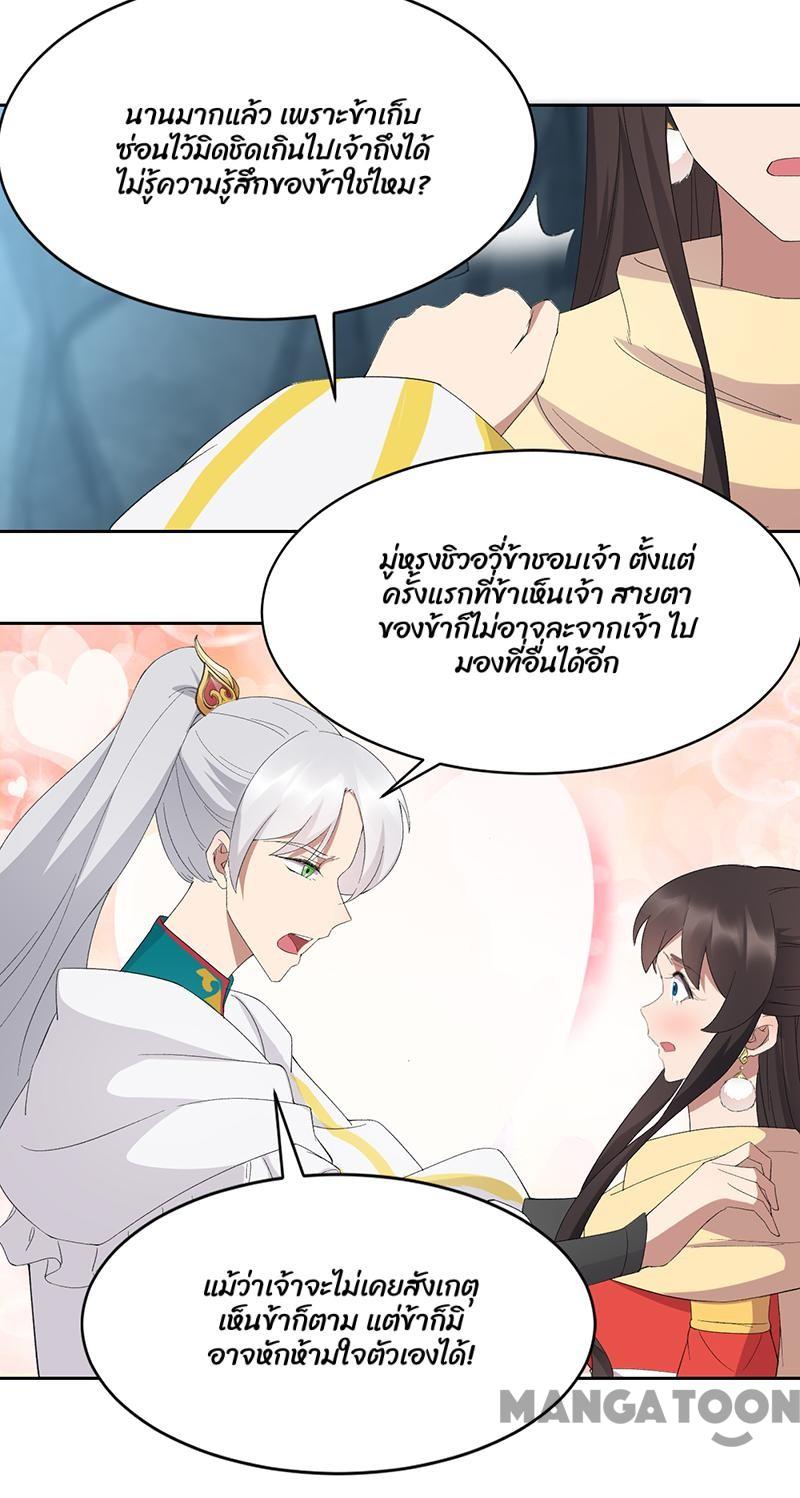 นานมากแล้ว เพราะข้าเก็บ
ซ่อนไว้มิดชิดเกินไปเจ้าถึงได้
ไม่รู้ความรู้สึกของข้าใช่ไหม?
มู่หรงชิวอวี่ข้าชอบเจ้า ตั้งแต่
ครั้งแรกที่ข้าเห็นเจ้า สายตา
ของข้าก็ไม่อาจละจากเจ้า ไป
มองที่อื่นได้อีก
แม้ว่าเจ้าจะไม่เคยสังเกตุ
เห็นข้าก็ตาม แต่ข้าก็มิ
อาจหักห้ามใจตัวเองได้!
MANGATOON